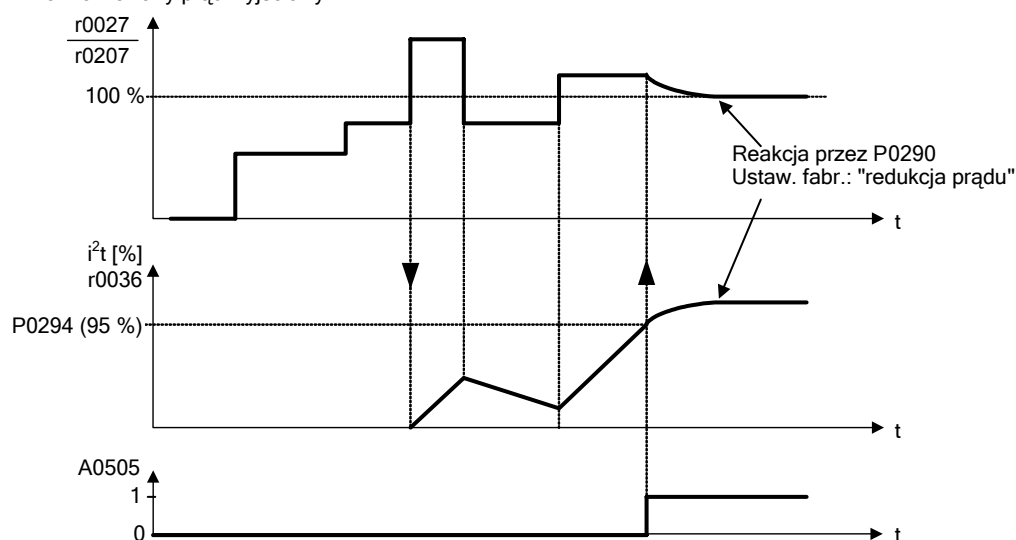 r0027
r0207
100 %
Reakcja przez P0290
Ustaw. fabr.: "redukcja prądu"
t
i²t [%]
r0036
P0294 (95 %)
t
A0505
1
0
t